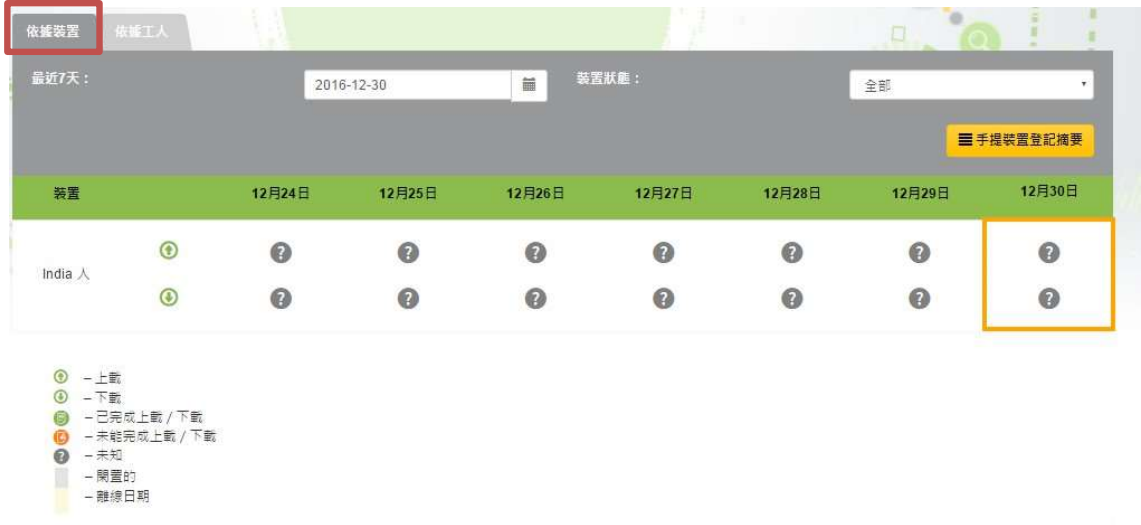 依據裝置 依據工人
最近7天： 2016-12-30 裝置狀態： 全部
手提裝置登記摘要
裝置 12月24日 12月25日 12月26日 12月27日 12月28日 12月29日 12月30日
? ? ? ? ? ? ?
India 人
? ? ? ? ? ? ?
– 上載
– 下載
– 已完成上載 / 下載
– 未能完成上載 / 下載
? – 未知
– 閑置的
– 離線日期